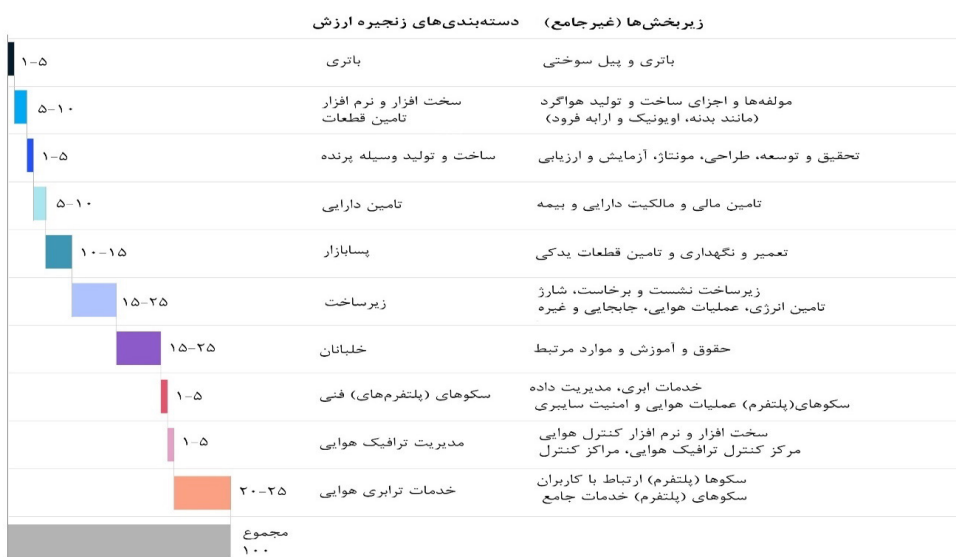 زیربخش‌ها (غیرجامع)
دسته‌بندی‌های زنجیره ارزش
باتری و پیل سوختی
باتری
۱-۵
مولفه‌ها و اجزای ساخت و تولید هواگرد
(مانند بدنه، اویونیک و ارابه فرود)
سخت افزار و نرم افزار
تامین قطعات
۵-۱۰
تحقیق و توسعه، طراحی، مونتاژ، آزمایش و ارزیابی
ساخت و تولید وسیله پرنده
۱-۵
تامین مالی و مالکیت دارایی و بیمه
تامین دارایی
۵-۱۰
تعمیر و نگهداری و تامین قطعات یدکی
پسابازار
۱۰-۱۵
زیرساخت نشست و برخاست، شارژ
تامین انرژی، عملیات هوایی، جابجایی و غیره
زیرساخت
۱۵-۲۵
حقوق و آموزش و موارد مرتبط
خلبانان
۱۵-۲۵
خدمات ابری، مدیریت داده
سکوهای(پلتفرم) عملیات هوایی و امنیت سایبری
سکوهای (پلتفرم‌های) فنی
۱-۵
سخت افزار و نرم افزار کنترل هوایی
مرکز کنترل ترافیک هوایی، مراکز کنترل
مدیریت ترافیک هوایی
۱-۵
سکوها (پلتفرم) ارتباط با کاربران
سکوهای (پلتفرم) خدمات جامع
خدمات ترابری هوایی
۲۰-۲۵
مجموع
۱۰۰